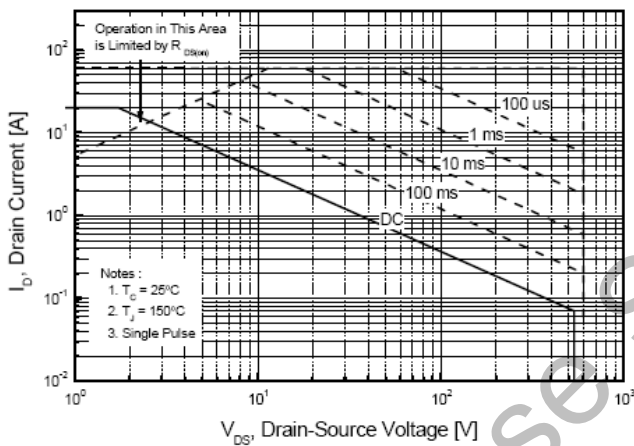 Operation in This Area
is Limited by R DS(on)
10²
10¹
10⁰
10⁻¹
10⁻²
I_D, Drain Current [A]
100 us
1 ms
10 ms
100 ms
DC
Notes :
1. T_C = 25°C
2. T_J = 150°C
3. Single Pulse
10⁰
10¹
10²
10³
V_DS, Drain-Source Voltage [V]